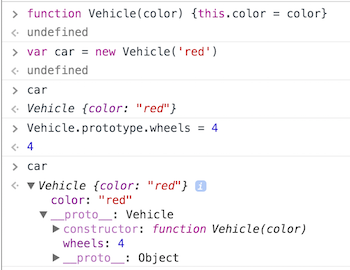 > function Vehicle(color) {this.color = color}
<· undefined
> var car = new Vehicle('red')
<· undefined
> car
<· Vehicle {color: "red"}
> Vehicle.prototype.wheels = 4
<· 4
> car
<· ▼Vehicle {color: "red"} i
color: "red"
▼__proto__: Vehicle
▶constructor: function Vehicle(color)
wheels: 4
▶__proto__: Object